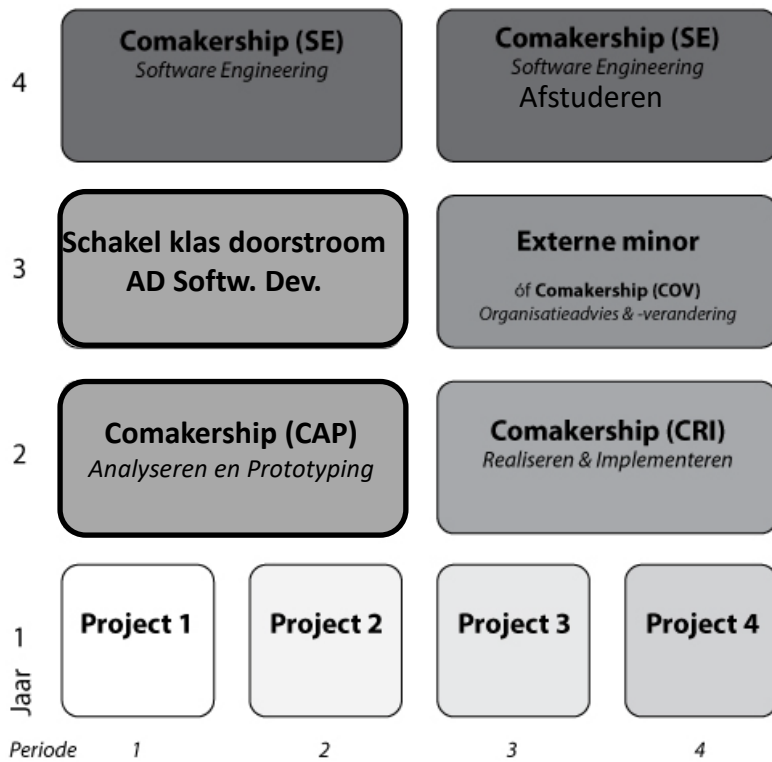 4
Comakership (SE)
Software Engineering
Comakership (SE)
Software Engineering
Afstuderen
3
Schakel klas doorstroom
AD Softw. Dev.
Externe minor
óf Comakership (COV)
Organisatieadvies & -verandering
2
Comakership (CAP)
Analyseren en Prototyping
Comakership (CRI)
Realiseren & Implementeren
1
Project 1
Project 2
Project 3
Project 4
Jaar
Periode 1 2 3 4